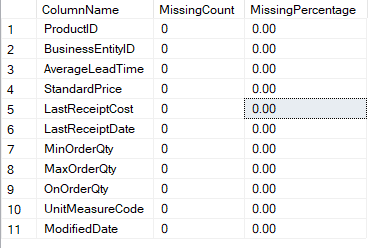 ColumnName MissingCount MissingPercentage
1 ProductID 0 0.00
2 BusinessEntityID 0 0.00
3 AverageLeadTime 0 0.00
4 StandardPrice 0 0.00
5 LastReceiptCost 0 0.00
6 LastReceiptDate 0 0.00
7 MinOrderQty 0 0.00
8 MaxOrderQty 0 0.00
9 OnOrderQty 0 0.00
10 UnitMeasureCode 0 0.00
11 ModifiedDate 0 0.00